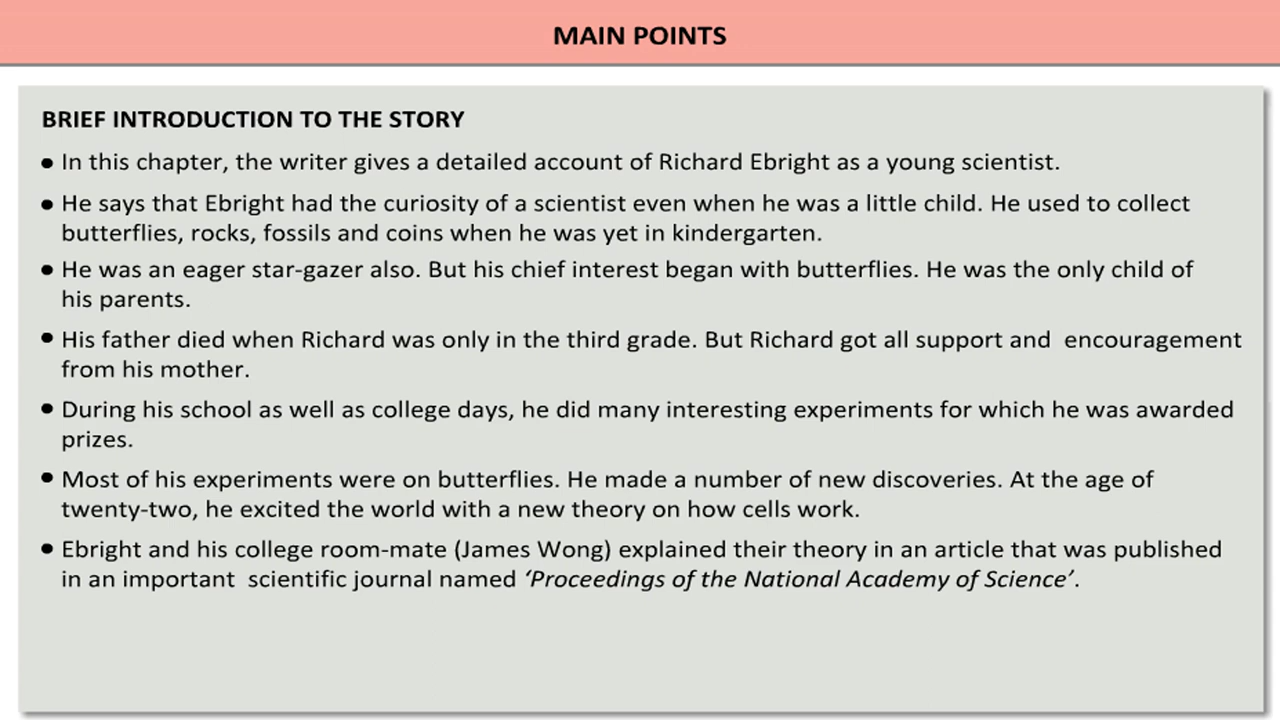 MAIN POINTS
BRIEF INTRODUCTION TO THE STORY
• In this chapter, the writer gives a detailed account of Richard Ebright as a young scientist.
• He says that Ebright had the curiosity of a scientist even when he was a little child. He used to collect
butterflies, rocks, fossils and coins when he was yet in kindergarten.
• He was an eager star-gazer also. But his chief interest began with butterflies. He was the only child of
his parents.
• His father died when Richard was only in the third grade. But Richard got all support and encouragement
from his mother.
• During his school as well as college days, he did many interesting experiments for which he was awarded
prizes.
• Most of his experiments were on butterflies. He made a number of new discoveries. At the age of
twenty-two, he excited the world with a new theory on how cells work.
• Ebright and his college room-mate (James Wong) explained their theory in an article that was published
in an important scientific journal named ‘Proceedings of the National Academy of Science’.